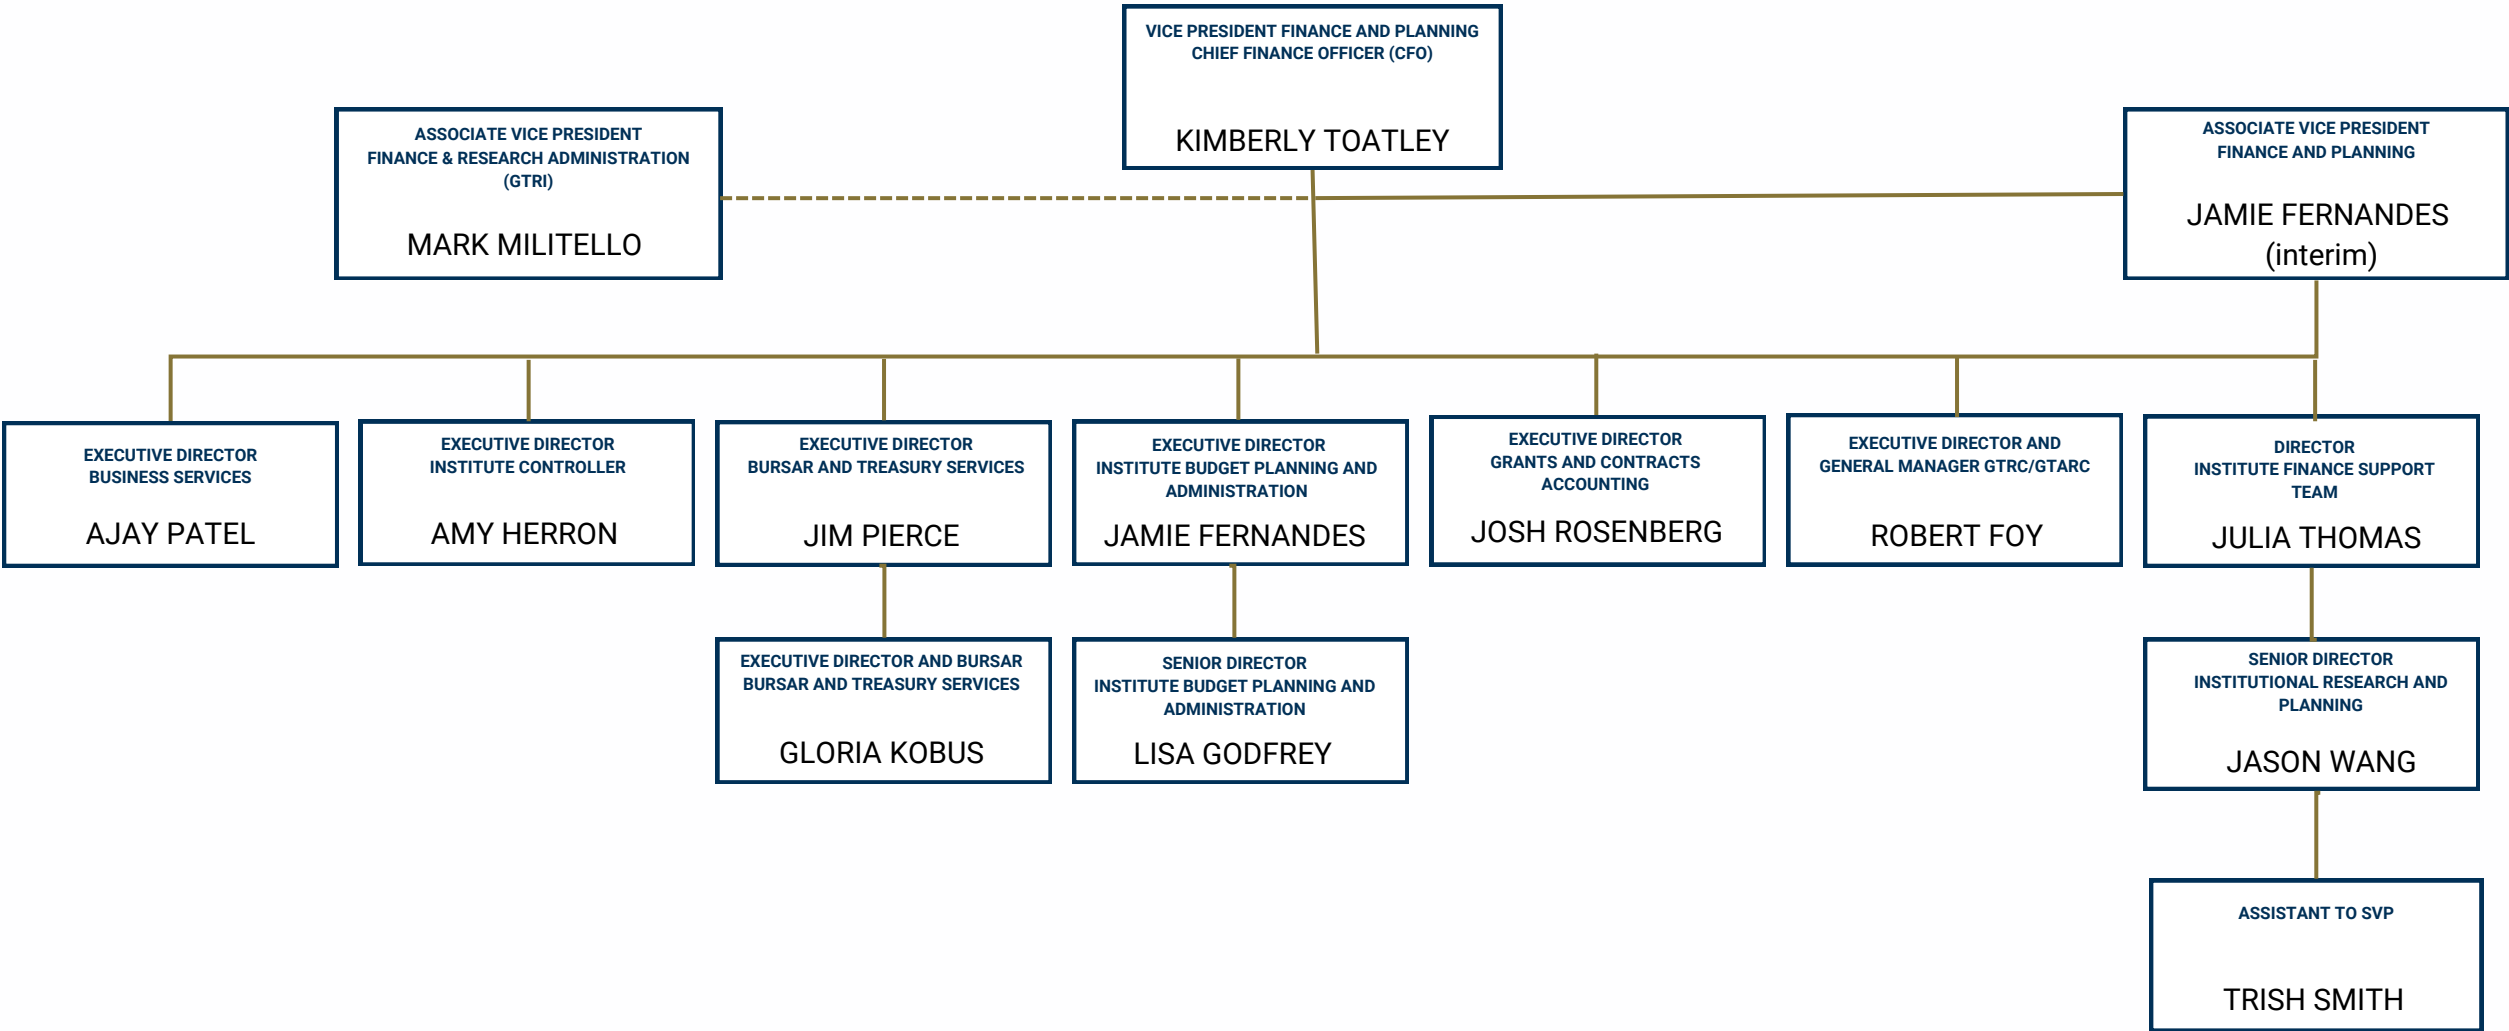 VICE PRESIDENT FINANCE AND PLANNING
CHIEF FINANCE OFFICER (CFO)
KIMBERLY TOATLEY
ASSOCIATE VICE PRESIDENT
FINANCE & RESEARCH ADMINISTRATION
(GTRI)
MARK MILITELLO
ASSOCIATE VICE PRESIDENT
FINANCE AND PLANNING
JAMIE FERNANDES
(interim)
EXECUTIVE DIRECTOR
BUSINESS SERVICES
AJAY PATEL
EXECUTIVE DIRECTOR
INSTITUTE CONTROLLER
AMY HERRON
EXECUTIVE DIRECTOR
BURSAR AND TREASURY SERVICES
JIM PIERCE
EXECUTIVE DIRECTOR
INSTITUTE BUDGET PLANNING AND
ADMINISTRATION
JAMIE FERNANDES
EXECUTIVE DIRECTOR
GRANTS AND CONTRACTS
ACCOUNTING
JOSH ROSENBERG
EXECUTIVE DIRECTOR AND
GENERAL MANAGER GTRC/GTARC
ROBERT FOY
DIRECTOR
INSTITUTE FINANCE SUPPORT
TEAM
JULIA THOMAS
EXECUTIVE DIRECTOR AND BURSAR
BURSAR AND TREASURY SERVICES
GLORIA KOBUS
SENIOR DIRECTOR
INSTITUTE BUDGET PLANNING AND
ADMINISTRATION
LISA GODFREY
SENIOR DIRECTOR
INSTITUTIONAL RESEARCH AND
PLANNING
JASON WANG
ASSISTANT TO SVP
TRISH SMITH